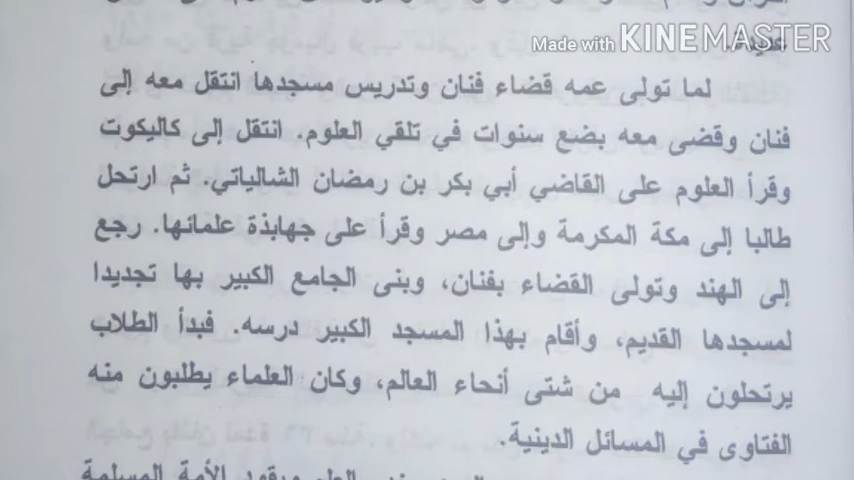 Made with KINEMASTER
عديدة
لما تولى عمه قضاء فنان وتدريس مسجدها انتقل معه إلى
فنان وقضى معه بضع سنوات في تلقي العلوم. انتقل إلى كاليكوت
وقرأ العلوم على القاضي أبي بكر بن رمضان الشالياتي. ثم ارتحل
طالبا إلى مكة المكرمة وإلى مصر وقرأ على جهابذة علمائها. رجع
إلى الهند وتولى القضاء بفنان، وبنى الجامع الكبير بها تجديدا
لمسجدها القديم، وأقام بهذا المسجد الكبير درسه. فبدأ الطلاب
يرتحلون إليه من شتى أنحاء العالم، وكان العلماء يطلبون منه
الفتاوى في المسائل الدينية.
ويقود الأمة المسلمة